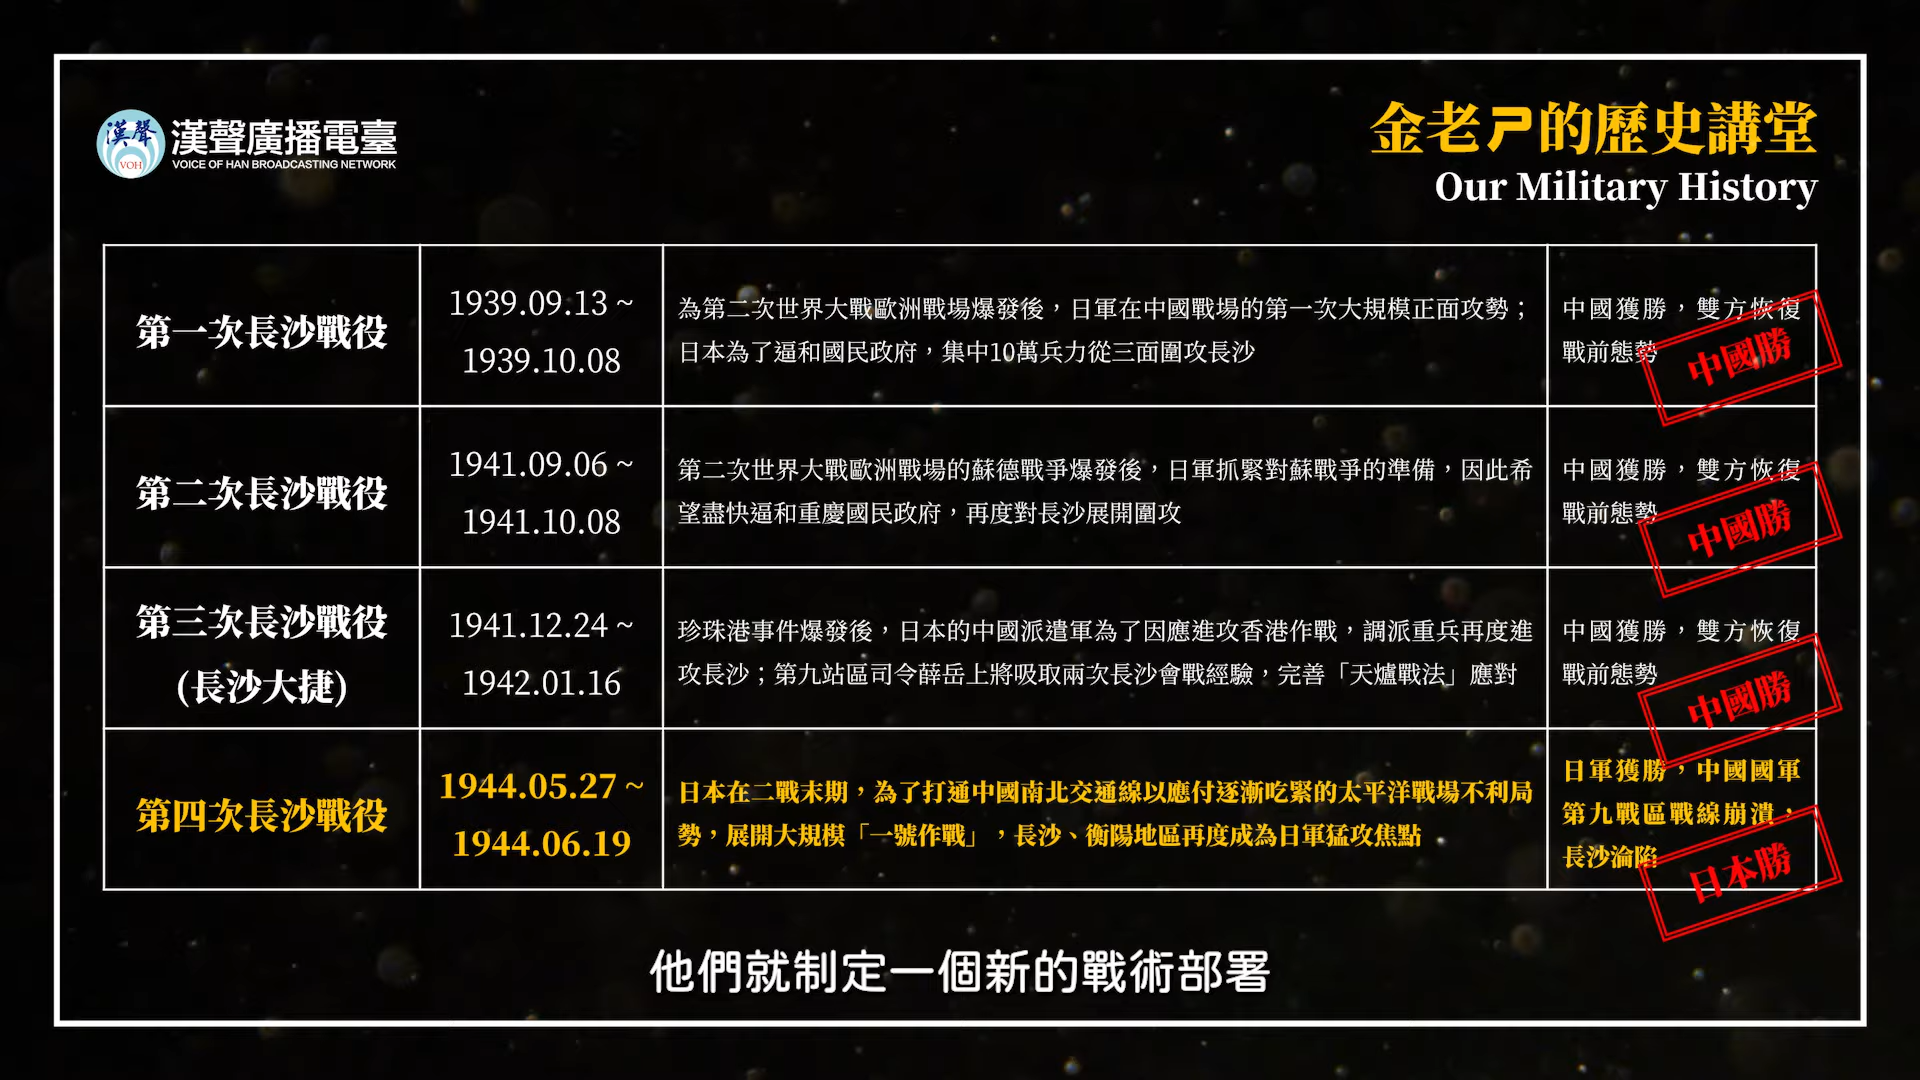 漢聲
VOH
漢聲廣播電臺
VOICE OF HAN BROADCASTING NETWORK
金老ㄕ的歷史講堂
Our Military History
第一次長沙戰役
1939.09.13 ~
1939.10.08
為第二次世界大戰歐洲戰場爆發後，日軍在中國戰場的第一次大規模正面攻勢；
日本為了逼和國民政府，集中10萬兵力從三面圍攻長沙
中國獲勝，雙方恢復
戰前態勢
中國勝
第二次長沙戰役
1941.09.06 ~
1941.10.08
第二次世界大戰歐洲戰場的蘇德戰爭爆發後，日軍抓緊對蘇戰爭的準備，因此希
望盡快逼和重慶國民政府，再度對長沙展開圍攻
中國獲勝，雙方恢復
戰前態勢
中國勝
第三次長沙戰役
(長沙大捷)
1941.12.24 ~
1942.01.16
珍珠港事件爆發後，日本的中國派遣軍為了因應進攻香港作戰，調派重兵再度進
攻長沙；第九站區司令薛岳上將吸取兩次長沙會戰經驗，完善「天爐戰法」應對
中國獲勝，雙方恢復
戰前態勢
中國勝
第四次長沙戰役
1944.05.27 ~
1944.06.19
日本在二戰末期，為了打通中國南北交通線以應付逐漸吃緊的太平洋戰場不利局
勢，展開大規模「一號作戰」，長沙、衡陽地區再度成為日軍猛攻焦點
日軍獲勝，中國國軍
第九戰區戰線崩潰，
長沙淪陷
日本勝
他們就制定一個新的戰術部署